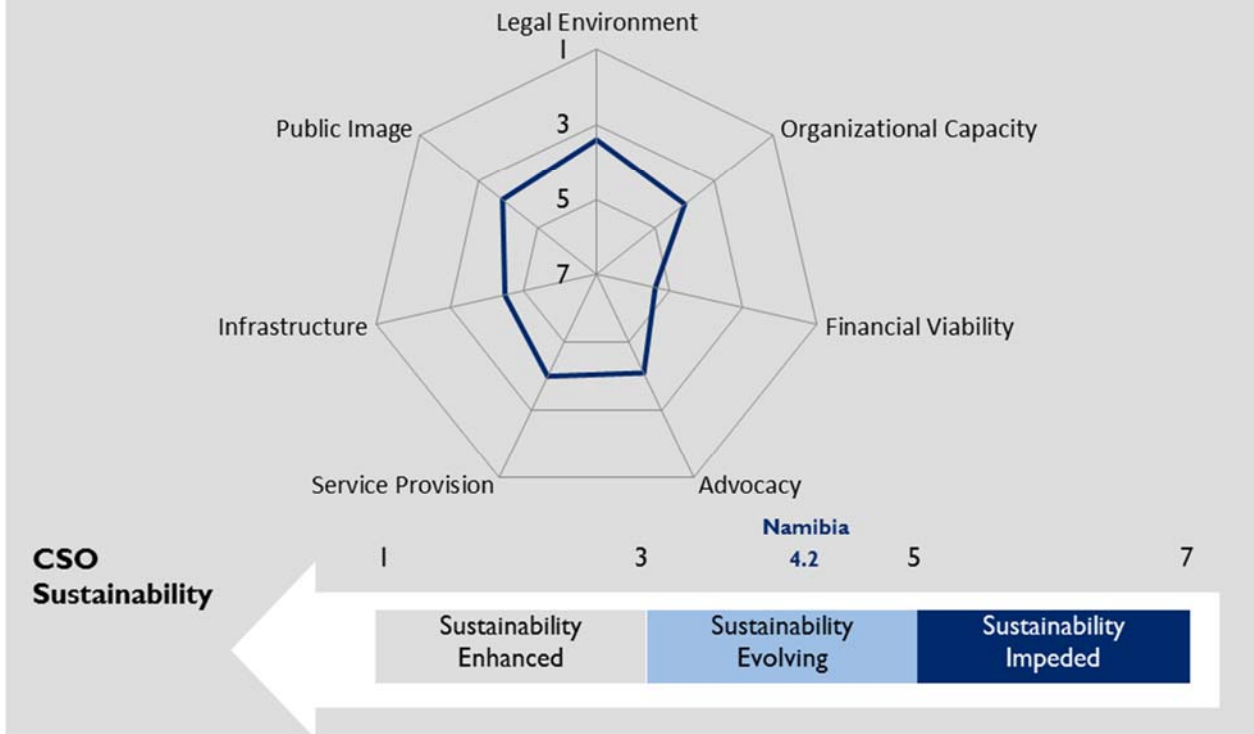 Legal Environment
1
Public Image
3
Organizational Capacity
5
7
Infrastructure
Financial Viability
Service Provision
Advocacy
CSO
Sustainability
1
3
Namibia
4.2
5
7
Sustainability
Enhanced
Sustainability
Evolving
Sustainability
Impeded